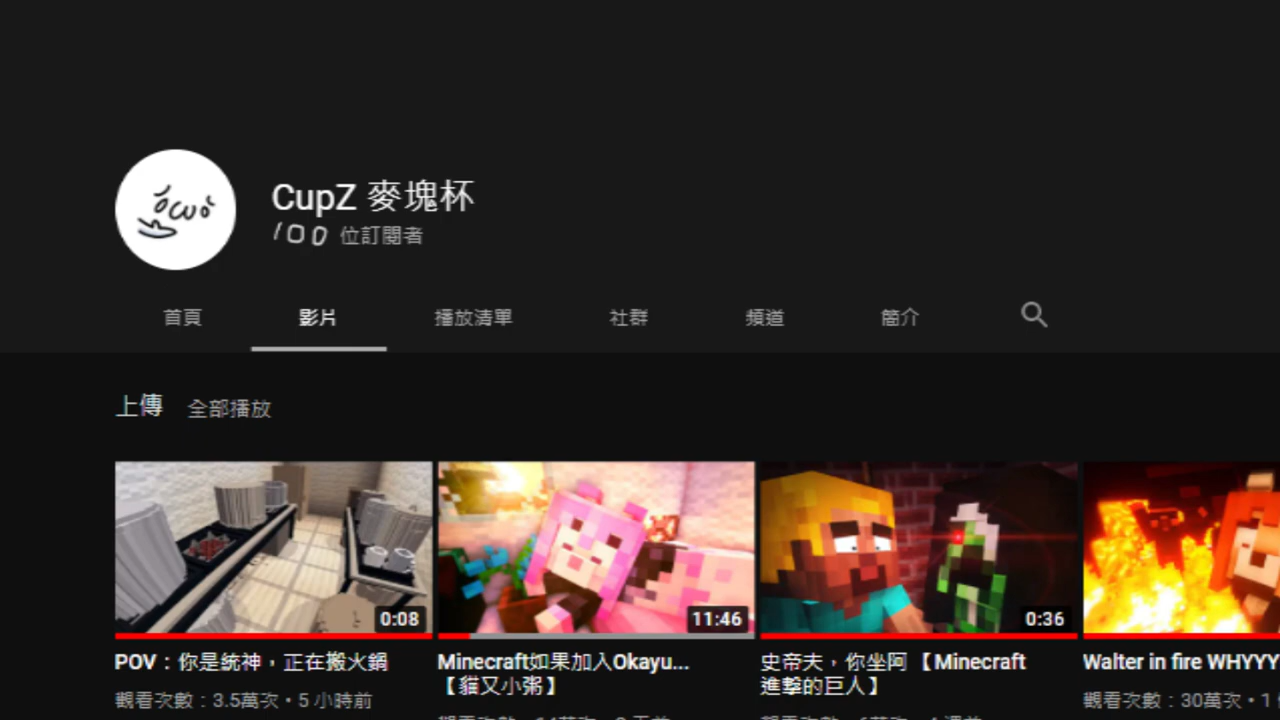 CupZ 麥塊杯
100 位訂閱者
首頁 影片 播放清單 社群 頻道 簡介
上傳 全部播放
0:08 11:46 0:36
POV：你是統神，正在搬火鍋
觀看次數：3.5萬次・5 小時前
Minecraft如果加入Okayu...
【貓又小粥】
史帝夫，你坐阿 【Minecraft
進擊的巨人】
Walter in fire WHYYY
觀看次數：30萬次・1